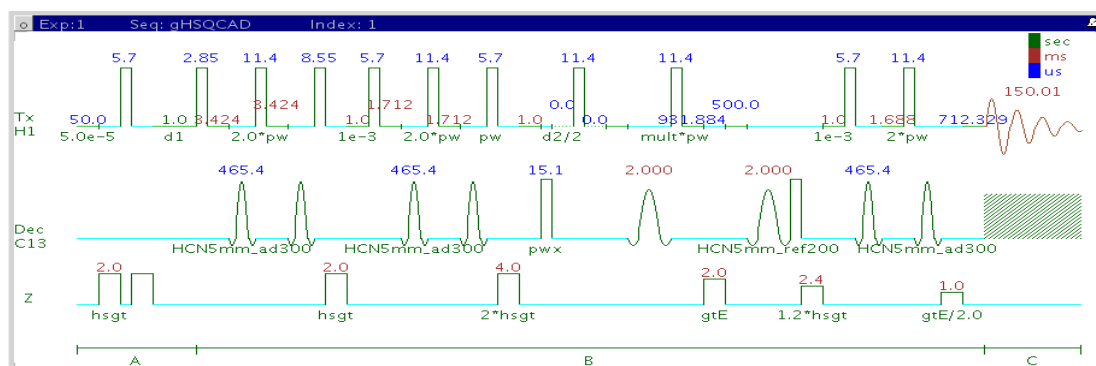 Exp:1 Seq: gHSQCAD Index: 1
sec
ms
us
5.7 2.85 11.4 8.55 5.7 11.4 5.7 11.4 11.4 5.7 11.4
150.01
3.424 1.712 0.0 500.0
Tx
H1
50.0 1.0 3.424 1.712 1.0 0.0 931.884 1.0 1.688 712.329
5.0e-5 d1 2.0*pw 1e-3 2.0*pw pw d2/2 mult*pw 1e-3 2*pw
465.4 465.4 15.1 2.000 2.000 465.4
Dec
C13
HCN5mm_ad300 HCN5mm_ad300 pwx HCN5mm_ref200 HCN5mm_ad300
2.0 2.0 4.0 2.0 2.4 1.0
Z
hsgt hsgt 2*hsgt gtE 1.2*hsgt gtE/2.0
A B C